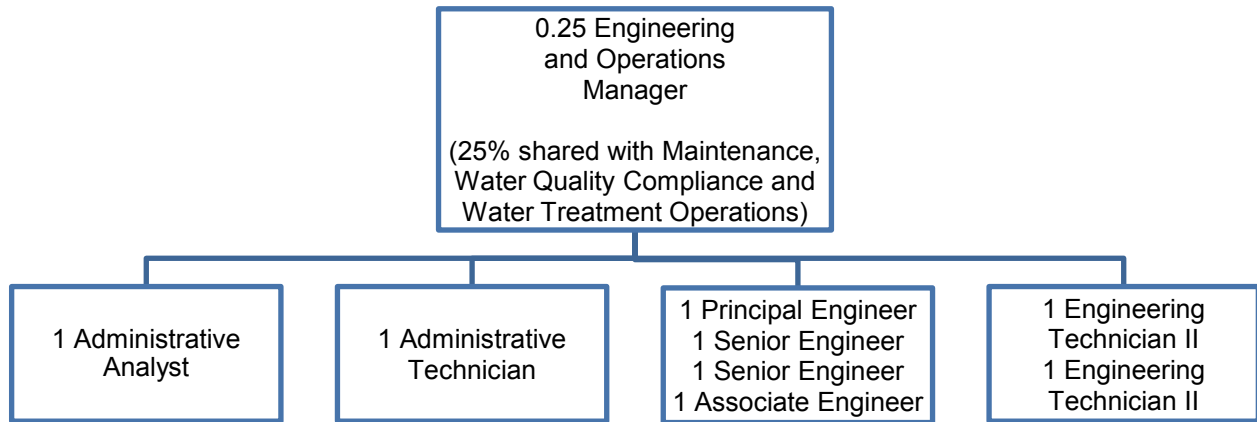 0.25 Engineering
and Operations
Manager
(25% shared with Maintenance,
Water Quality Compliance and
Water Treatment Operations)
1 Administrative
Analyst
1 Administrative
Technician
1 Principal Engineer
1 Senior Engineer
1 Senior Engineer
1 Associate Engineer
1 Engineering
Technician II
1 Engineering
Technician II